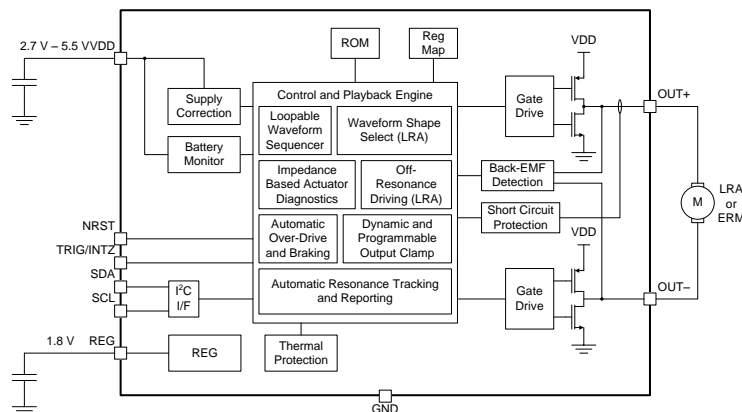 2.7 V – 5.5 VVDD
ROM
Reg
Map
VDD
Supply
Correction
Battery
Monitor
Control and Playback Engine
Loopable
Waveform
Sequencer
Waveform Shape
Select (LRA)
Impedance
Based Actuator
Diagnostics
Off-
Resonance
Driving (LRA)
Automatic
Over-Drive
and Braking
Dynamic and
Programmable
Output Clamp
Automatic Resonance Tracking
and Reporting
Gate
Drive
OUT+
Back-EMF
Detection
Short Circuit
Protection
M
LRA
or
ERM
VDD
Gate
Drive
OUT–
NRST
TRIG/INTZ
SDA
SCL
I²C
I/F
1.8 V
REG
REG
Thermal
Protection
GND